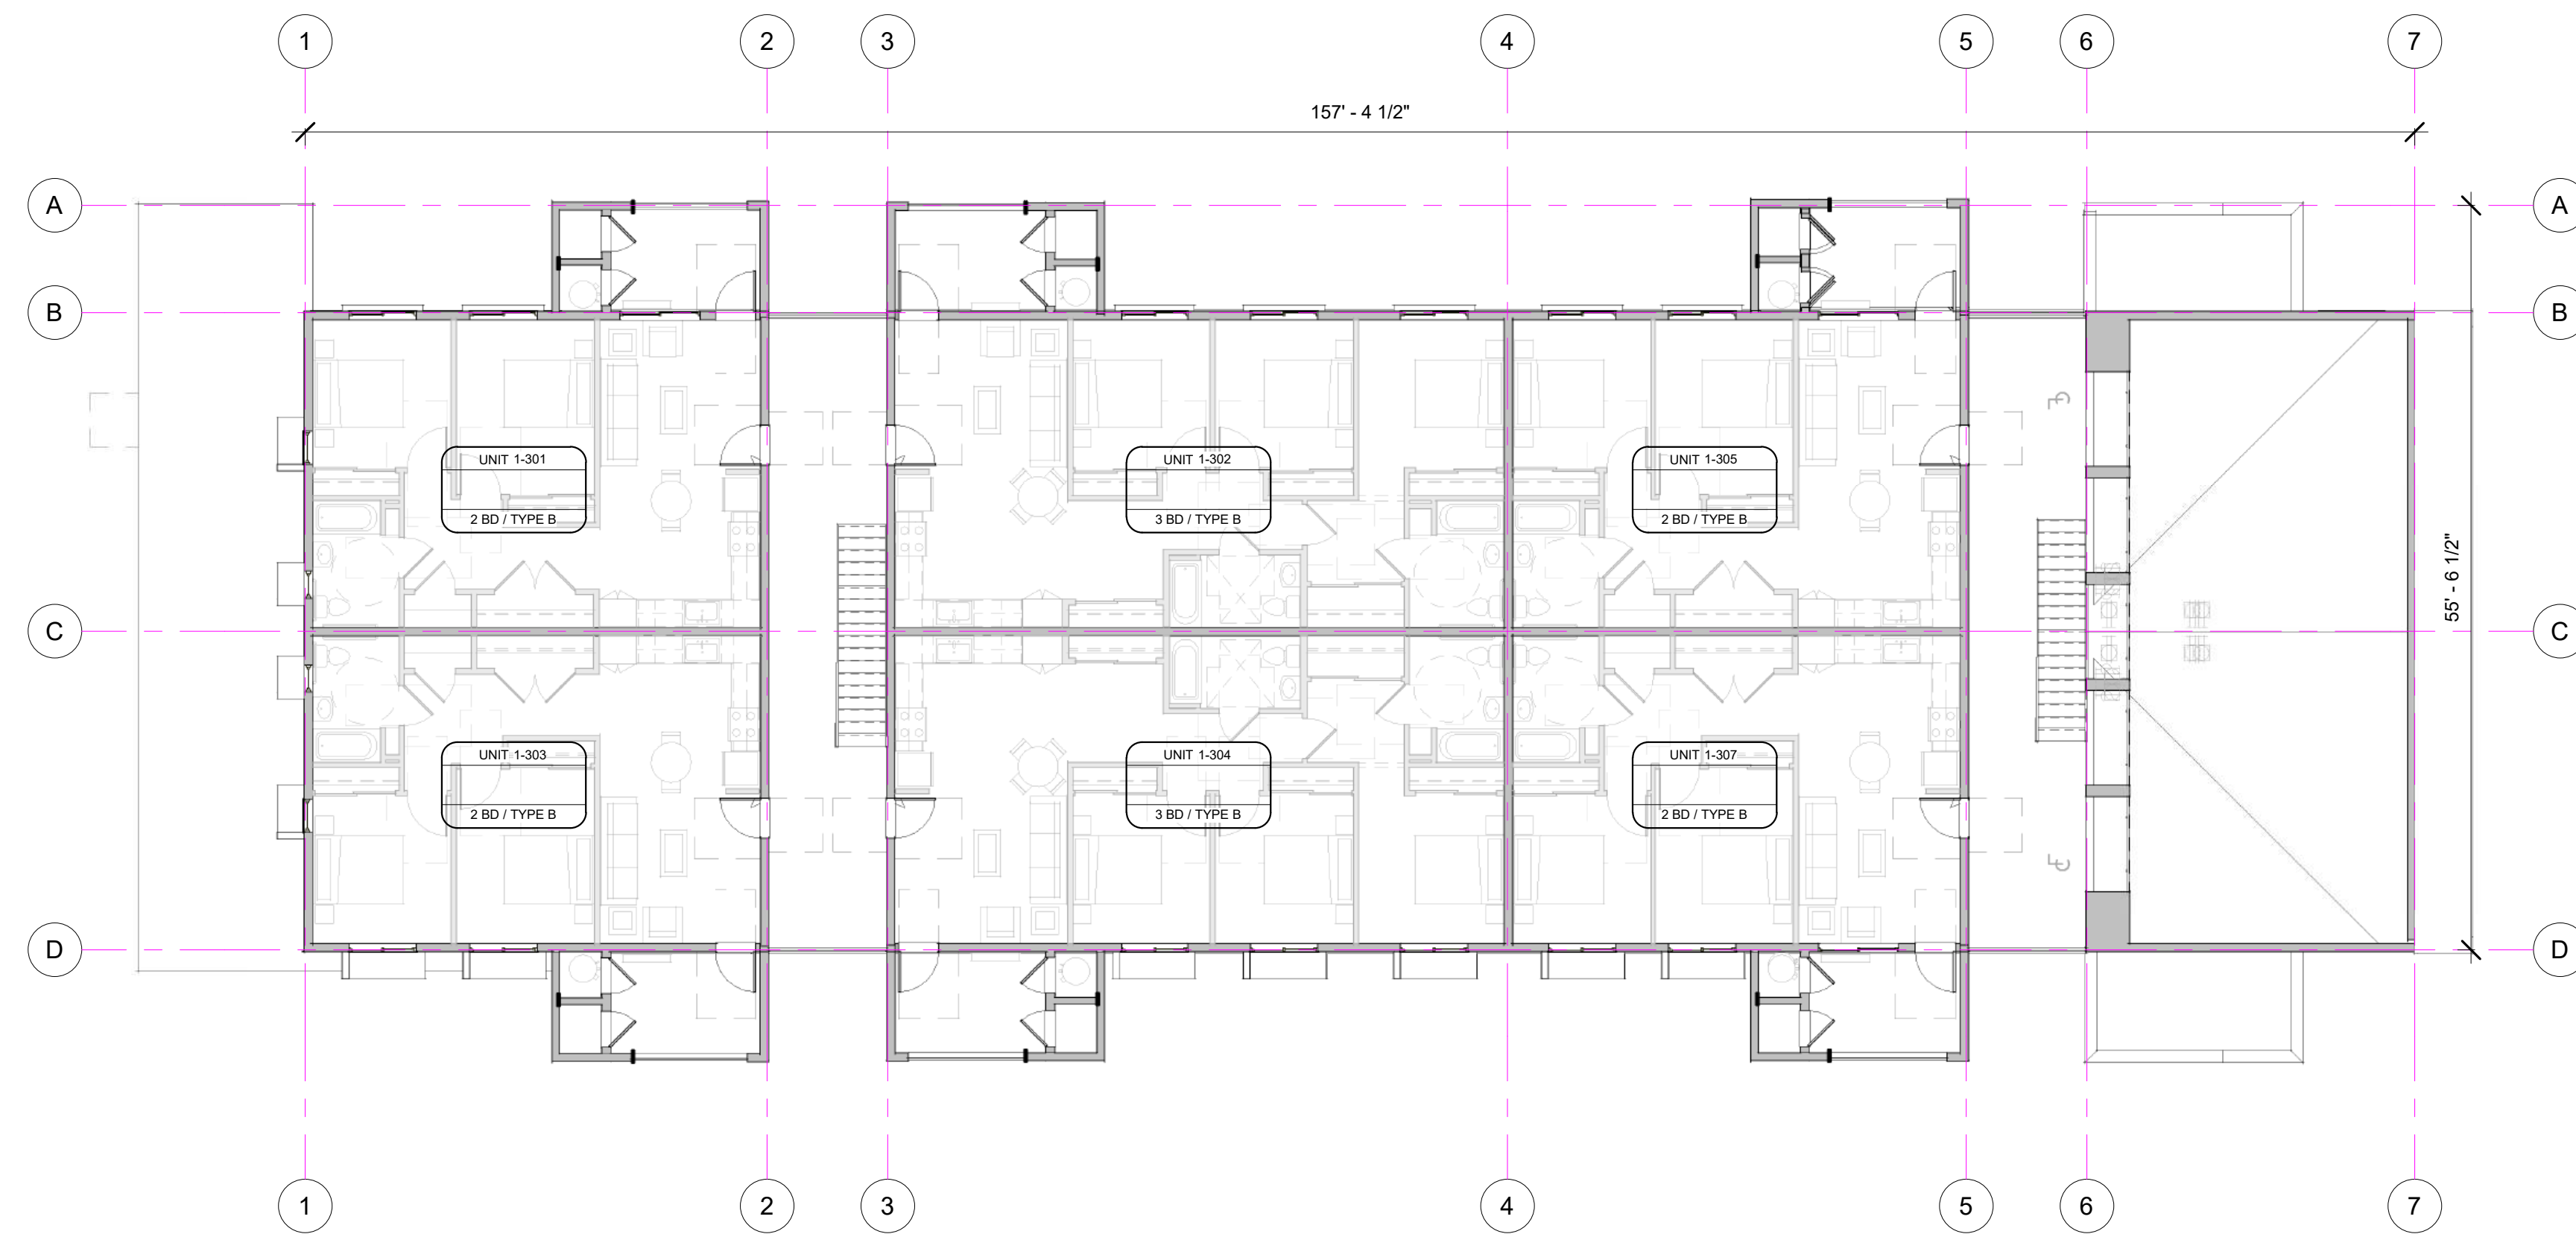 1 2 3 4 5 6 7
157' - 4 1/2"
A A
B B
UNIT 1-301
2 BD / TYPE B
UNIT 1-302
3 BD / TYPE B
UNIT 1-305
2 BD / TYPE B
55' - 6 1/2"
C C
UNIT 1-303
2 BD / TYPE B
UNIT 1-304
3 BD / TYPE B
UNIT 1-307
2 BD / TYPE B
D D
1 2 3 4 5 6 7